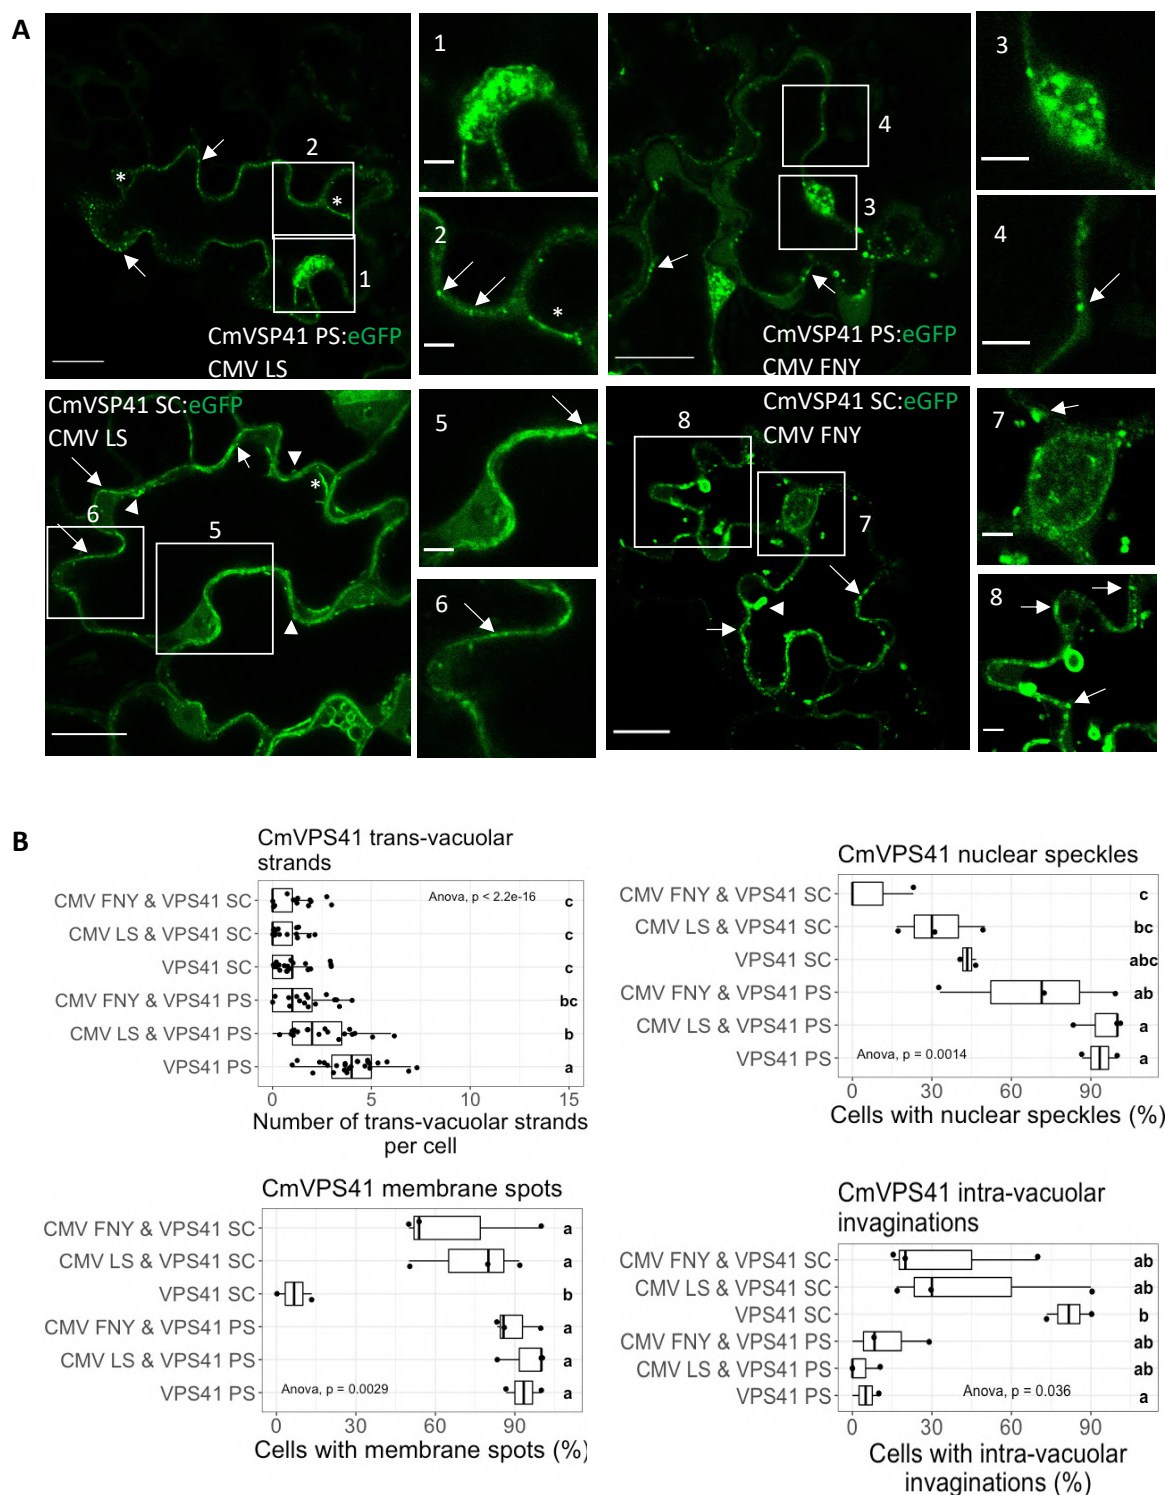 A
1
2
*
*
1
CmVSP41 PS:eGFP
CMV LS
2
*
4
3
CmVSP41 PS:eGFP
CMV FNY
3
4
CmVSP41 SC:eGFP
CMV LS
*
6
5
5
6
CmVSP41 SC:eGFP
CMV FNY
8
7
7
8
B
CmVPS41 trans-vacuolar
strands
CMV FNY & VPS41 SC
Anova, p < 2.2e-16
c
CMV LS & VPS41 SC
c
VPS41 SC
c
CMV FNY & VPS41 PS
bc
CMV LS & VPS41 PS
b
VPS41 PS
a
0 5 10 15
Number of trans-vacuolar strands
per cell
CmVPS41 nuclear speckles
CMV FNY & VPS41 SC
c
CMV LS & VPS41 SC
bc
VPS41 SC
abc
CMV FNY & VPS41 PS
ab
CMV LS & VPS41 PS
a
VPS41 PS
Anova, p = 0.0014
a
0 30 60 90
Cells with nuclear speckles (%)
CmVPS41 membrane spots
CMV FNY & VPS41 SC
a
CMV LS & VPS41 SC
a
VPS41 SC
b
CMV FNY & VPS41 PS
a
CMV LS & VPS41 PS
a
VPS41 PS
Anova, p = 0.0029
a
0 30 60 90
Cells with membrane spots (%)
CmVPS41 intra-vacuolar
invaginations
CMV FNY & VPS41 SC
ab
CMV LS & VPS41 SC
ab
VPS41 SC
b
CMV FNY & VPS41 PS
ab
CMV LS & VPS41 PS
ab
VPS41 PS
Anova, p = 0.036
a
0 30 60 90
Cells with intra-vacuolar
invaginations (%)